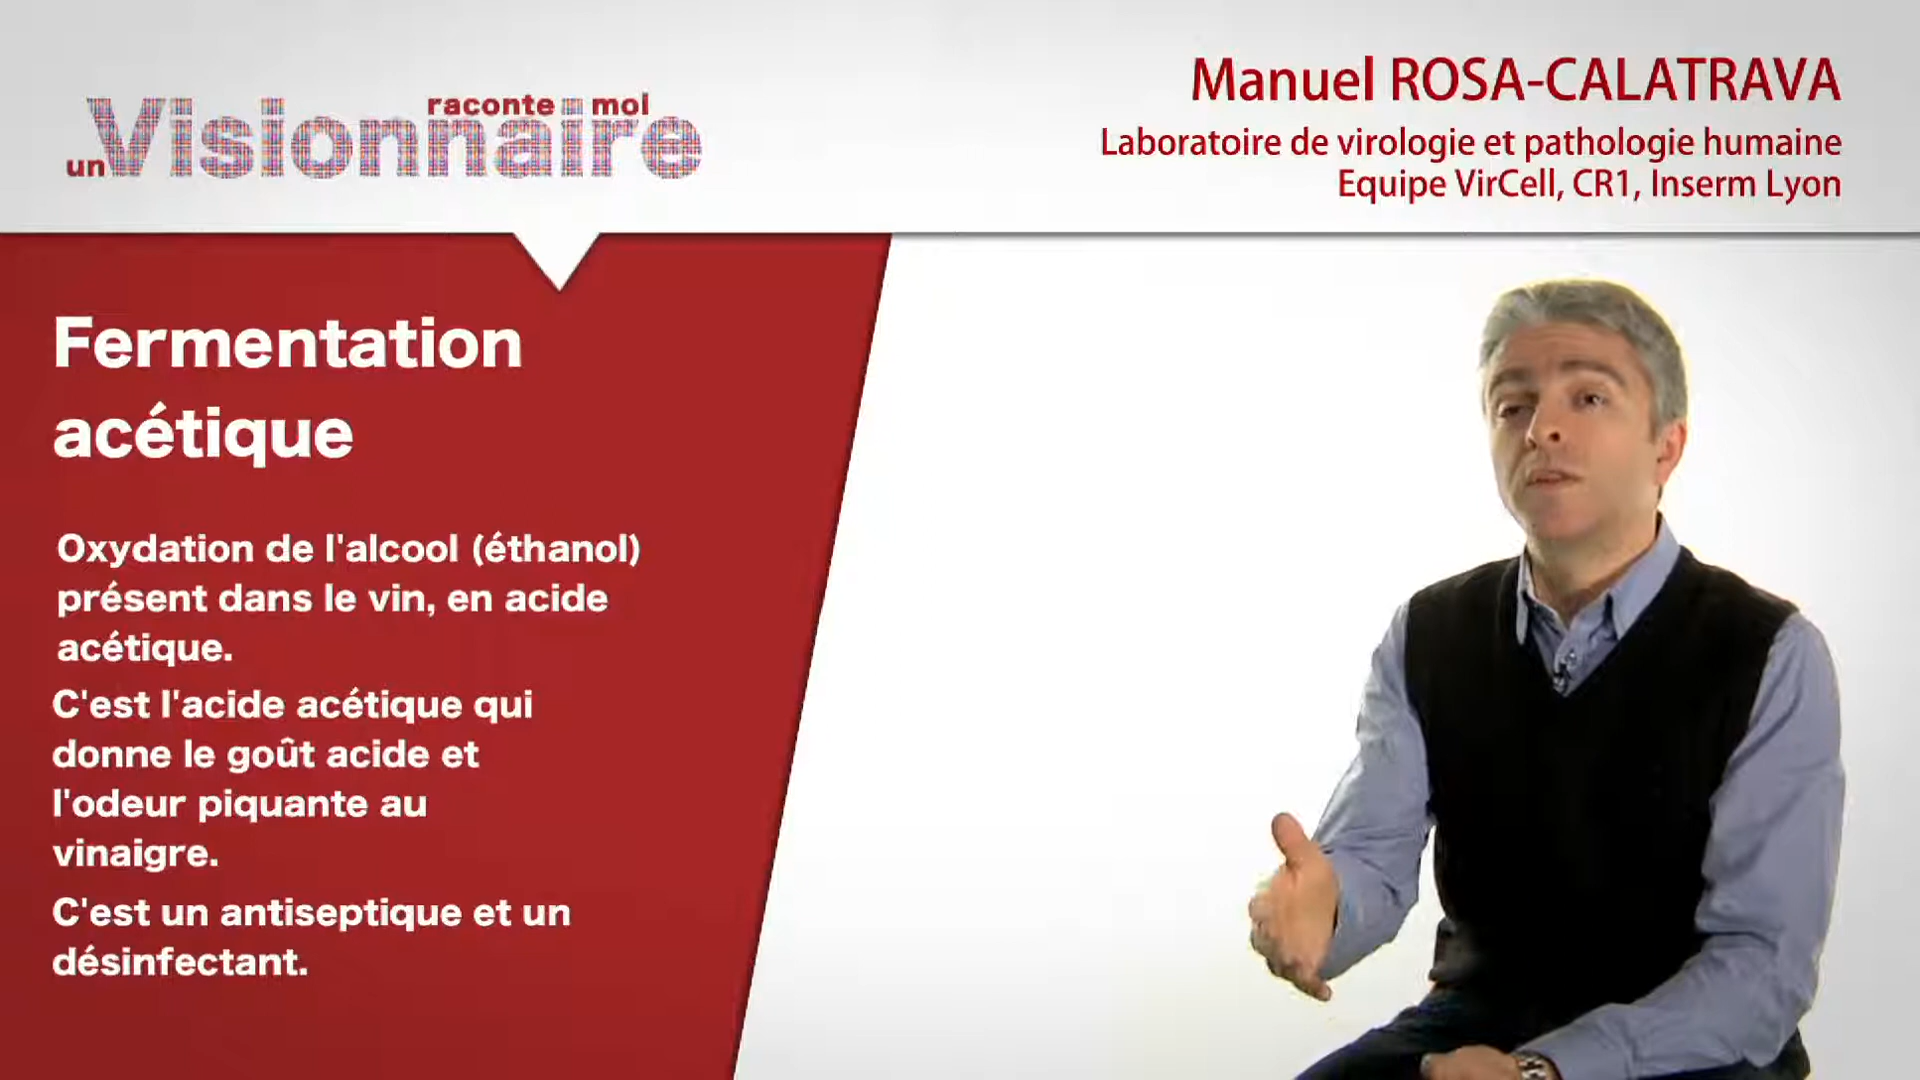 raconte moi
un Visionnaire
Manuel ROSA-CALATRAVA
Laboratoire de virologie et pathologie humaine
Equipe VirCell, CR1, Inserm Lyon
Fermentation
acétique
Oxydation de l'alcool (éthanol)
présent dans le vin, en acide
acétique.
C'est l'acide acétique qui
donne le goût acide et
l'odeur piquante au
vinaigre.
C'est un antiseptique et un
désinfectant.